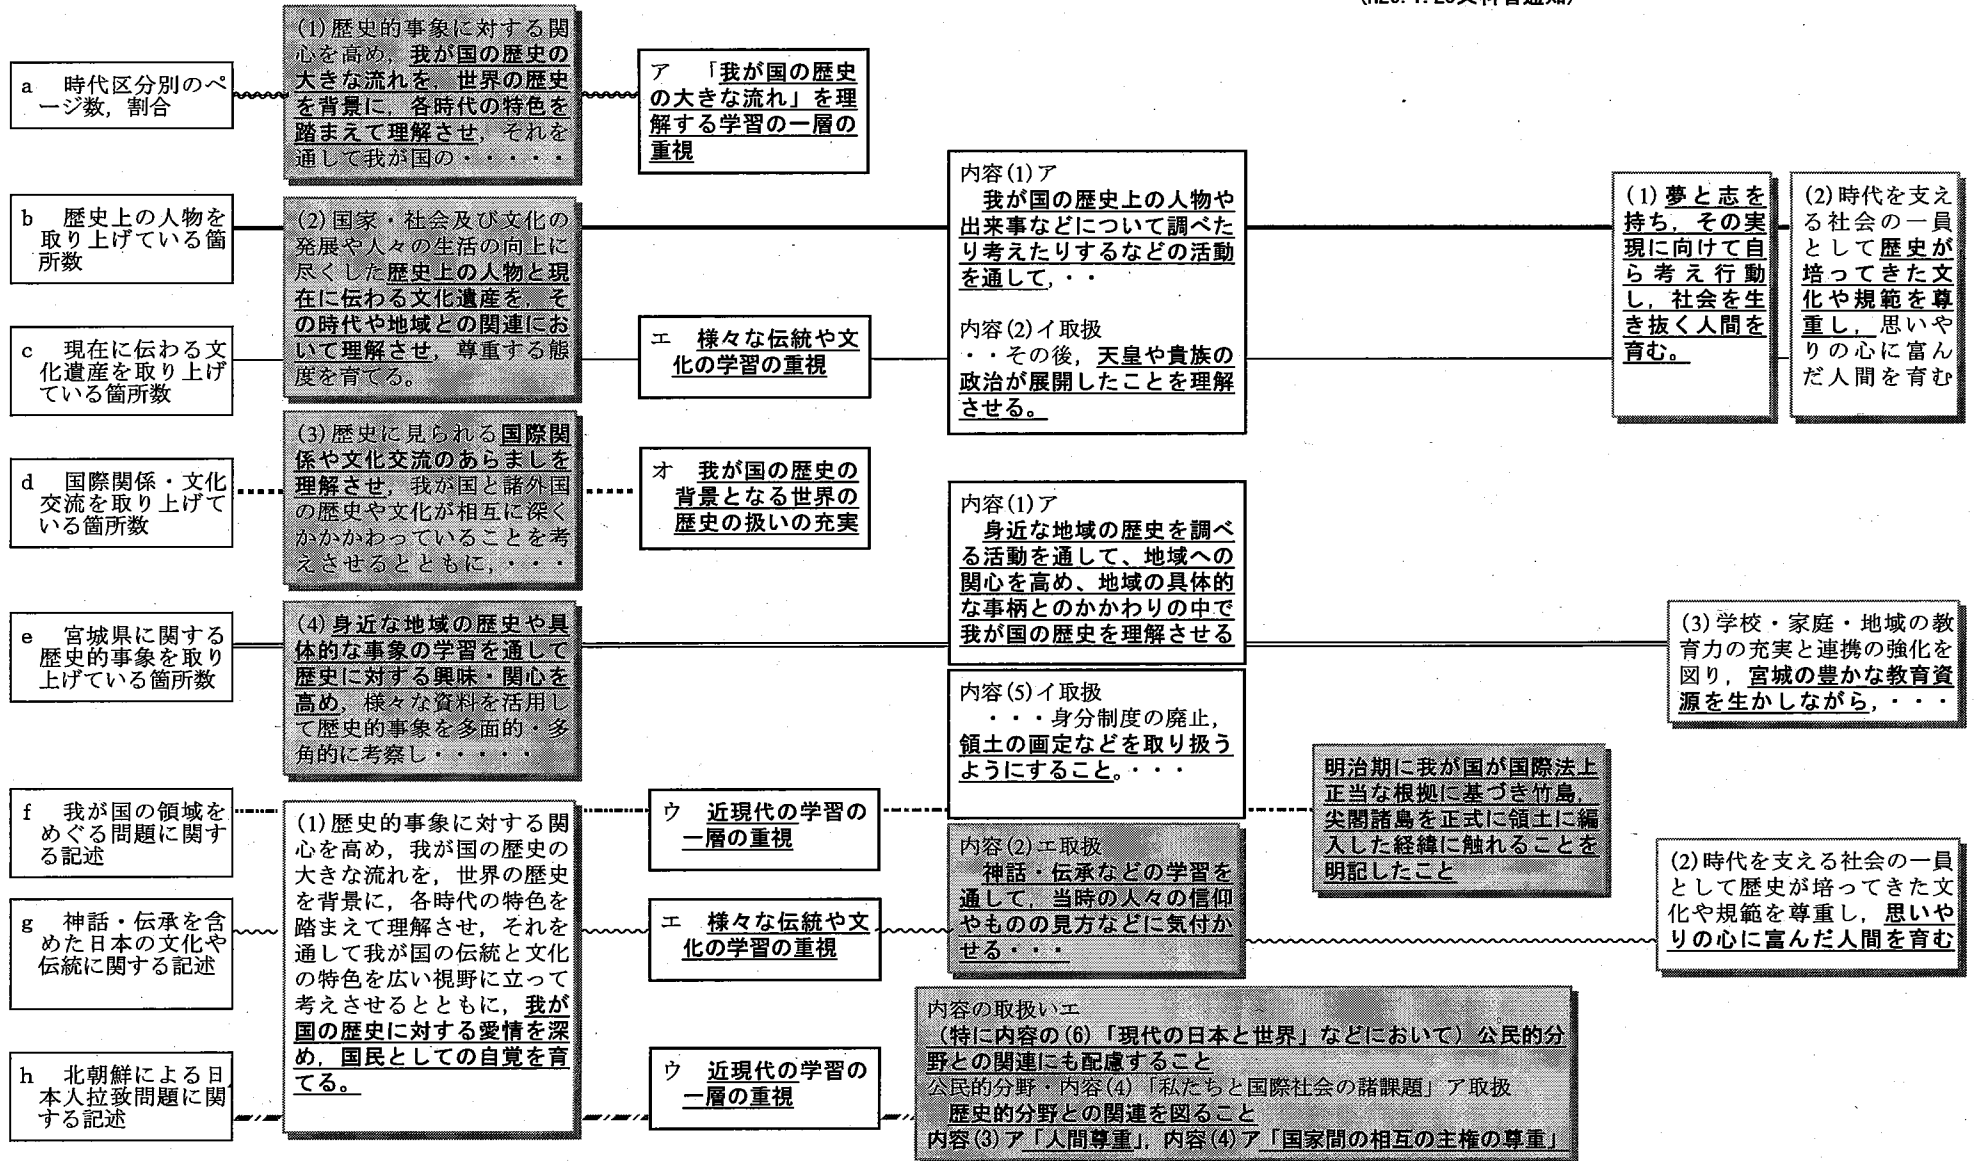 a 時代区分別のペ
ージ数，割合
(1)歴史的事象に対する関
心を高め，我が国の歴史の
大きな流れを，世界の歴史
を背景に，各時代の特色を
踏まえて理解させ，それを
通して我が国の・・・・・
ア 「我が国の歴史
の大きな流れ」を理
解する学習の一層の
重視
b 歴史上の人物を
取り上げている箇
所数
(2)国家・社会及び文化の
発展や人々の生活の向上に
尽くした歴史上の人物と現
在に伝わる文化遺産を，そ
の時代や地域との関連にお
いて理解させ，尊重する態
度を育てる。
内容(1)ア
我が国の歴史上の人物や
出来事などについて調べた
り考えたりするなどの活動
を通して，・・
内容(2)イ取扱
・・その後，天皇や貴族の
政治が展開したことを理解
させる。
(1)夢と志を
持ち，その実
現に向けて自
ら考え行動
し，社会を生
き抜く人間を
育む。
(2)時代を支え
る社会の一員
として歴史が
培ってきた文
化や規範を尊
重し，思いや
りの心に富ん
だ人間を育む
c 現在に伝わる文
化遺産を取り上げ
ている箇所数
エ 様々な伝統や文
化の学習の重視
d 国際関係・文化
交流を取り上げて
いる箇所数
(3)歴史に見られる国際関
係や文化交流のあらましを
理解させ，我が国と諸外国
の歴史や文化が相互に深く
かかかわっていることを考
えさせるとともに，・・・
オ 我が国の歴史の
背景となる世界の
歴史の扱いの充実
内容(1)ア
身近な地域の歴史を調べ
る活動を通して、地域への
関心を高め、地域の具体的
な事柄とのかかわりの中で
我が国の歴史を理解させる
e 宮城県に関する
歴史的事象を取り
上げている箇所数
(4)身近な地域の歴史や具
体的な事象の学習を通して
歴史に対する興味・関心を
高め，様々な資料を活用し
て歴史的事象を多面的・多
角的に考察し・・・・・
(3)学校・家庭・地域の教
育力の充実と連携の強化を
図り，宮城の豊かな教育資
源を生かしながら，・・・
内容(5)イ取扱
・・・身分制度の廃止，
領土の画定などを取り扱う
ようにすること。・・・
f 我が国の領域を
めぐる問題に関す
る記述
(1)歴史的事象に対する関
心を高め，我が国の歴史の
大きな流れを，世界の歴史
を背景に，各時代の特色を
踏まえて理解させ，それを
通して我が国の伝統と文化
の特色を広い視野に立って
考えさせるとともに，我が
国の歴史に対する愛情を深
め，国民としての自覚を育
てる。
ウ 近現代の学習の
一層の重視
明治期に我が国が国際法上
正当な根拠に基づき竹島，
尖閣諸島を正式に領土に編
入した経緯に触れることを
明記したこと
g 神話・伝承を含
めた日本の文化や
伝統に関する記述
エ 様々な伝統や文
化の学習の重視
内容(2)エ取扱
神話・伝承などの学習を
通して，当時の人々の信仰
やものの見方などに気付か
せる・・・
(2)時代を支える社会の一員
として歴史が培ってきた文
化や規範を尊重し，思いや
りの心に富んだ人間を育む
h 北朝鮮による日
本人拉致問題に関
する記述
ウ 近現代の学習の
一層の重視
内容の取扱いエ
（特に内容の(6)「現代の日本と世界」などにおいて）公民的分
野との関連にも配慮すること
公民的分野・内容(4)「私たちと国際社会の諸課題」ア取扱
歴史的分野との関連を図ること
内容(3)ア「人間尊重」，内容(4)ア「国家間の相互の主権の尊重」